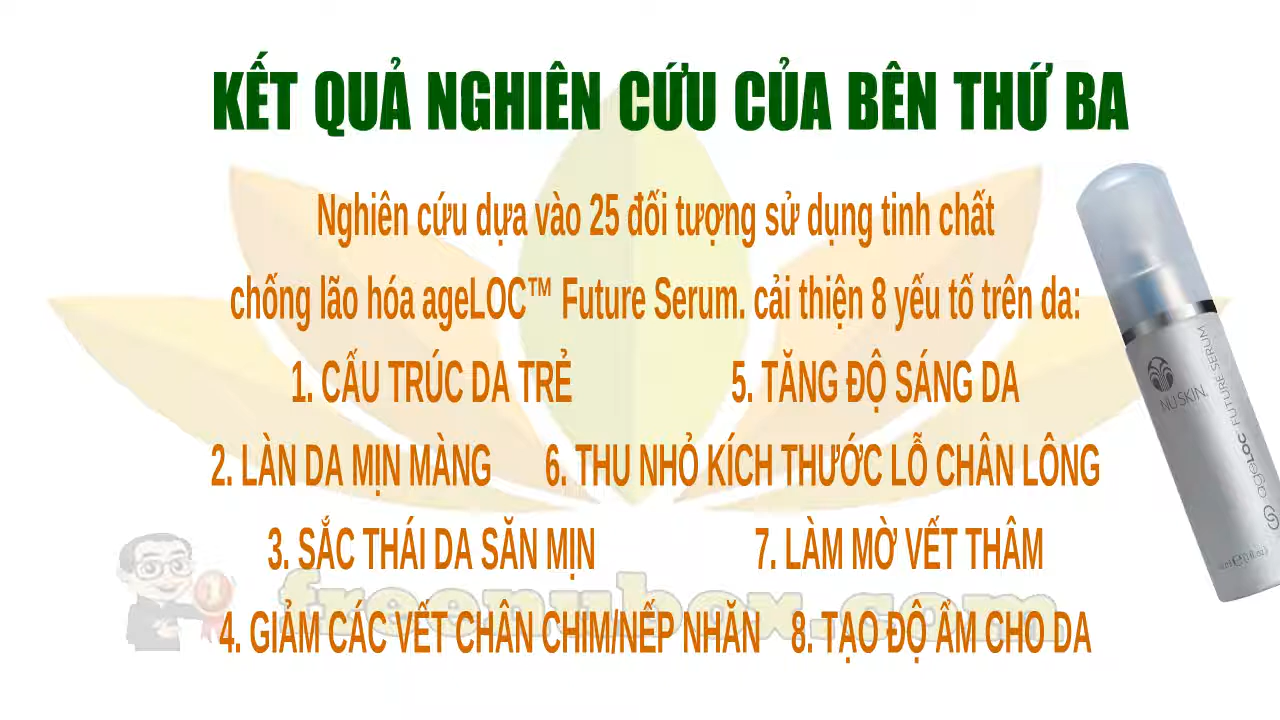 KẾT QUẢ NGHIÊN CỨU CỦA BÊN THỨ BA
Nghiên cứu dựa vào 25 đối tượng sử dụng tinh chất
chống lão hóa ageLOC™ Future Serum. cải thiện 8 yếu tố trên da:
1. CẤU TRÚC DA TRẺ 5. TĂNG ĐỘ SÁNG DA
2. LÀN DA MỊN MÀNG 6. THU NHỎ KÍCH THƯỚC LỖ CHÂN LÔNG
3. SẮC THÁI DA SĂN MỊN 7. LÀM MỜ VẾT THÂM
4. GIẢM CÁC VẾT CHÂN CHIM/NẾP NHĂN 8. TẠO ĐỘ ẨM CHO DA
freenubox.com
1
NU SKIN.
ageLOC FUTURE SERUM